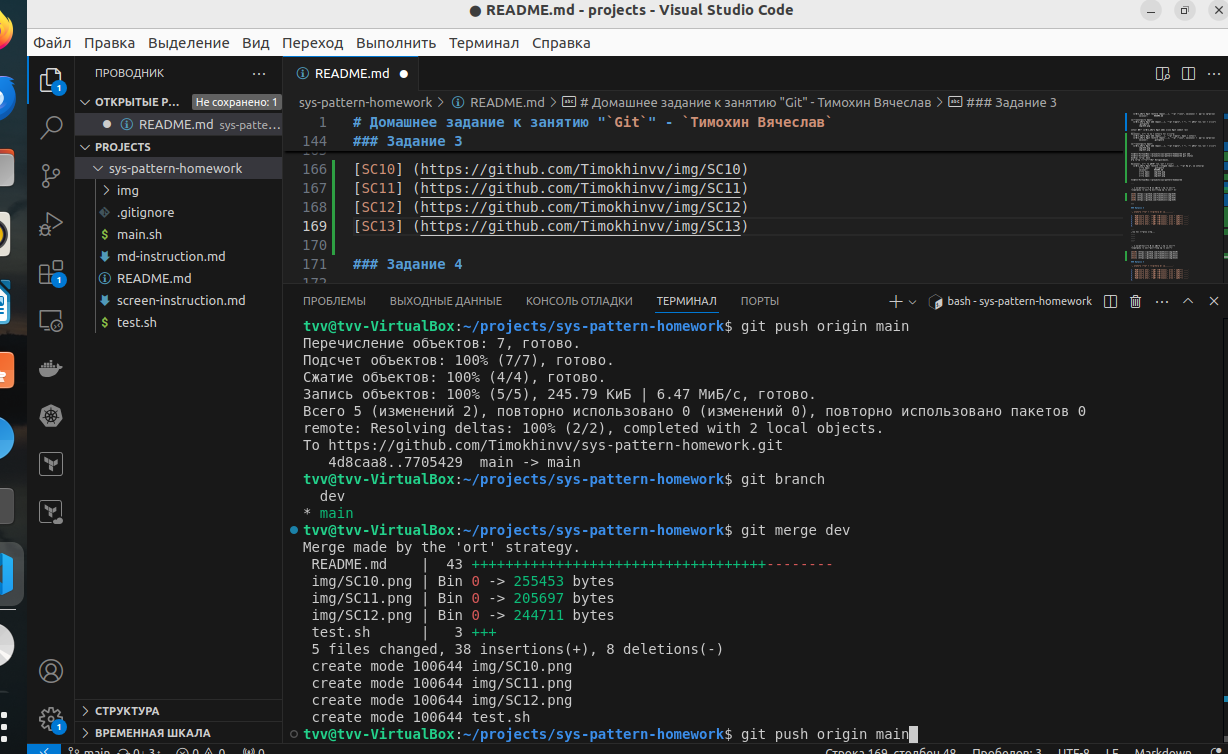 ● README.md - projects - Visual Studio Code
Файл Правка Выделение Вид Переход Выполнить Терминал Справка
ПРОВОДНИК ...
ОТКРЫТЫЕ Р... Не сохранено: 1
● README.md sys-patte...
PROJECTS
sys-pattern-homework
img
.gitignore
$ main.sh
md-instruction.md
README.md
screen-instruction.md
$ test.sh
СТРУКТУРА
ВРЕМЕННАЯ ШКАЛА
1
1
1
README.md ●
sys-pattern-homework > README.md > # Домашнее задание к занятию "Git" - Тимохин Вячеслав > ### Задание 3
1 # Домашнее задание к занятию "`Git`" - `Тимохин Вячеслав`
144 ### Задание 3
166 [SC10] (https://github.com/Timokhinvv/img/SC10)
167 [SC11] (https://github.com/Timokhinvv/img/SC11)
168 [SC12] (https://github.com/Timokhinvv/img/SC12)
169 [SC13] (https://github.com/Timokhinvv/img/SC13)
170
171 ### Задание 4
172
ПРОБЛЕМЫ ВЫХОДНЫЕ ДАННЫЕ КОНСОЛЬ ОТЛАДКИ ТЕРМИНАЛ ПОРТЫ bash - sys-pattern-homework
tvv@tvv-VirtualBox:~/projects/sys-pattern-homework$ git push origin main
Перечисление объектов: 7, готово.
Подсчет объектов: 100% (7/7), готово.
Сжатие объектов: 100% (4/4), готово.
Запись объектов: 100% (5/5), 245.79 КиБ | 6.47 МиБ/с, готово.
Всего 5 (изменений 2), повторно использовано 0 (изменений 0), повторно использовано пакетов 0
remote: Resolving deltas: 100% (2/2), completed with 2 local objects.
To https://github.com/Timokhinvv/sys-pattern-homework.git
4d8caa8..7705429 main -> main
tvv@tvv-VirtualBox:~/projects/sys-pattern-homework$ git branch
dev
* main
tvv@tvv-VirtualBox:~/projects/sys-pattern-homework$ git merge dev
Merge made by the 'ort' strategy.
README.md | 43 +++++++++++++++++++++++++++++++++++--------
img/SC10.png | Bin 0 -> 255453 bytes
img/SC11.png | Bin 0 -> 205697 bytes
img/SC12.png | Bin 0 -> 244711 bytes
test.sh | 3 +++
5 files changed, 38 insertions(+), 8 deletions(-)
create mode 100644 img/SC10.png
create mode 100644 img/SC11.png
create mode 100644 img/SC12.png
create mode 100644 test.sh
tvv@tvv-VirtualBox:~/projects/sys-pattern-homework$ git push origin main
main 0↓ 3↑ 0 0 0 Строка 169, столбец 48 Пробелов: 3 UTF-8 LF Markdown